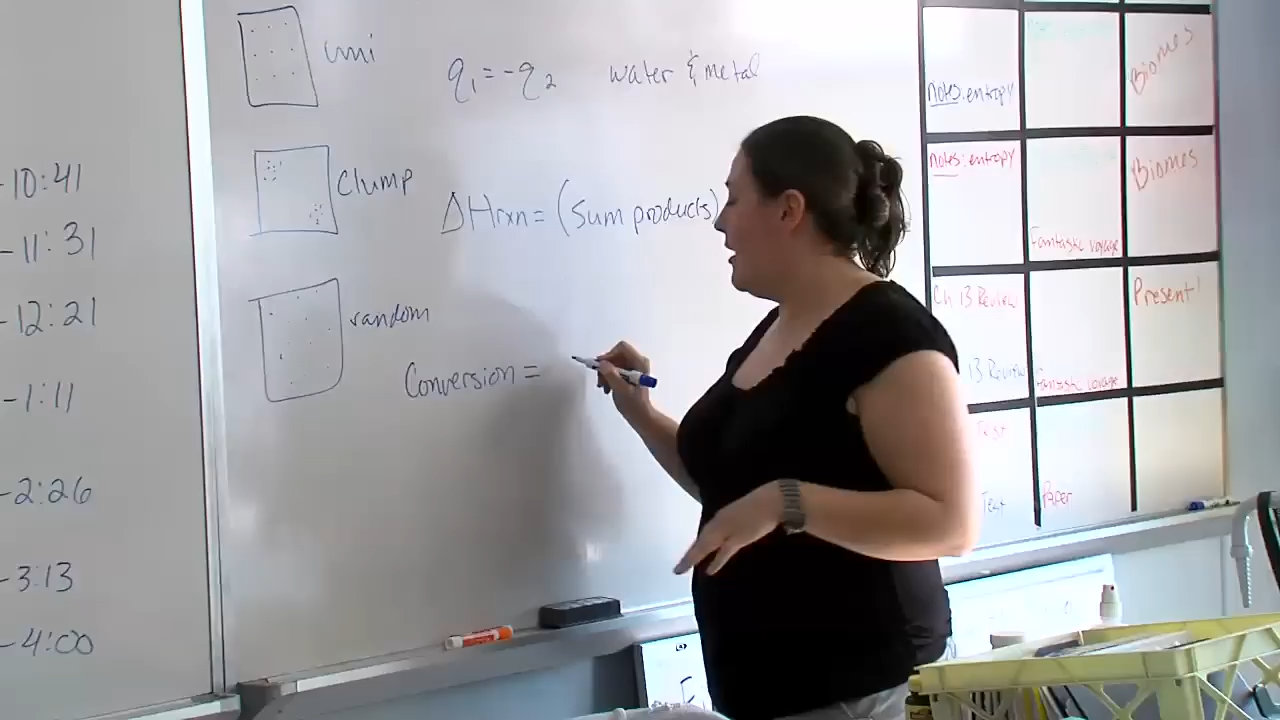 -10:41
-11:31
-12:21
-1:11
-2:26
-3:13
-4:00
uni
Clump
random
q₁ = -q₂ water & metal
ΔHrxn = (Sum products)
Conversion =
notes: entropy
Biomes
notes: entropy
Fantastic voyage
Biomes
Ch 13 Review
13 Review
Fantastic voyage
Present!
Test
Test
Paper